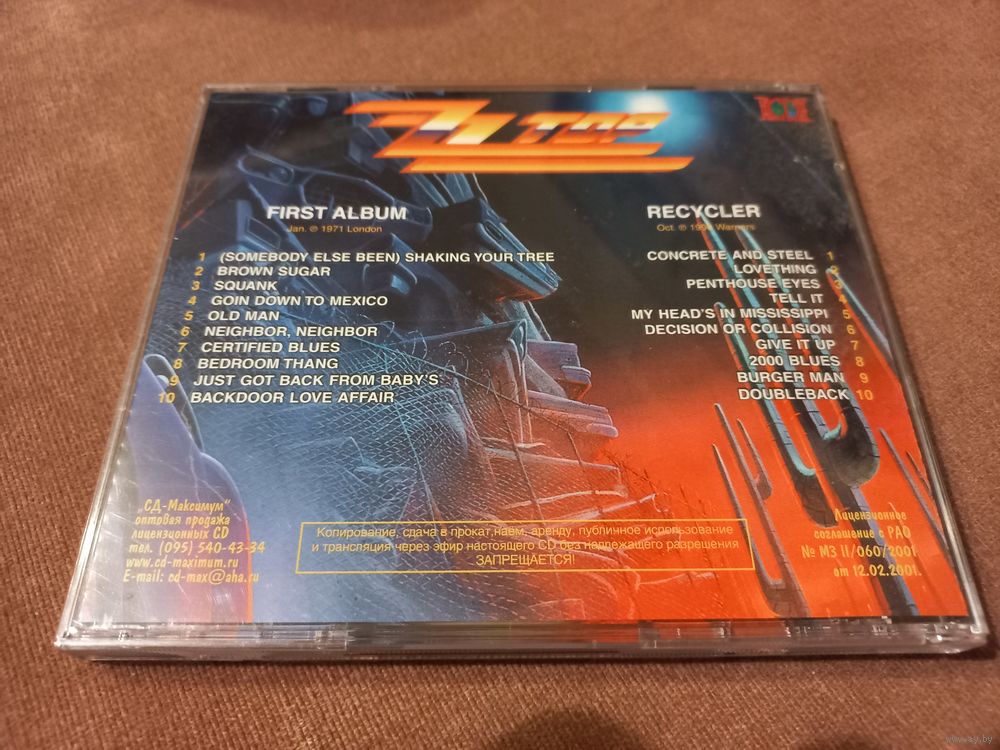 ZZ TOP
FIRST ALBUM
Jan. ℗ 1971 London
1 (SOMEBODY ELSE BEEN) SHAKING YOUR TREE
2 BROWN SUGAR
3 SQUANK
4 GOIN DOWN TO MEXICO
5 OLD MAN
6 NEIGHBOR, NEIGHBOR
7 CERTIFIED BLUES
8 BEDROOM THANG
9 JUST GOT BACK FROM BABY'S
10 BACKDOOR LOVE AFFAIR
RECYCLER
Oct. ℗ Warners
CONCRETE AND STEEL 1
LOVETHING 2
PENTHOUSE EYES 3
TELL IT 4
MY HEAD'S IN MISSISSIPPI 5
DECISION OR COLLISION 6
GIVE IT UP 7
2000 BLUES 8
BURGER MAN 9
DOUBLEBACK 10
„СД-Максимум"
оптовая продажа
лицензионных CD
тел. (095) 540-43-34
www.cd-maximum.ru
E-mail: cd-max@aha.ru
Копирование, сдача в прокат,наем, аренду, публинное использование
и трансляция через эфир настоящего CD без надлежащего разрешения
ЗАПРЕЩАЕТСЯ!
Лицензионное
соглашение с РАО
№ МЗ II/060/2001
от 12.02.2001.
www.ay.by